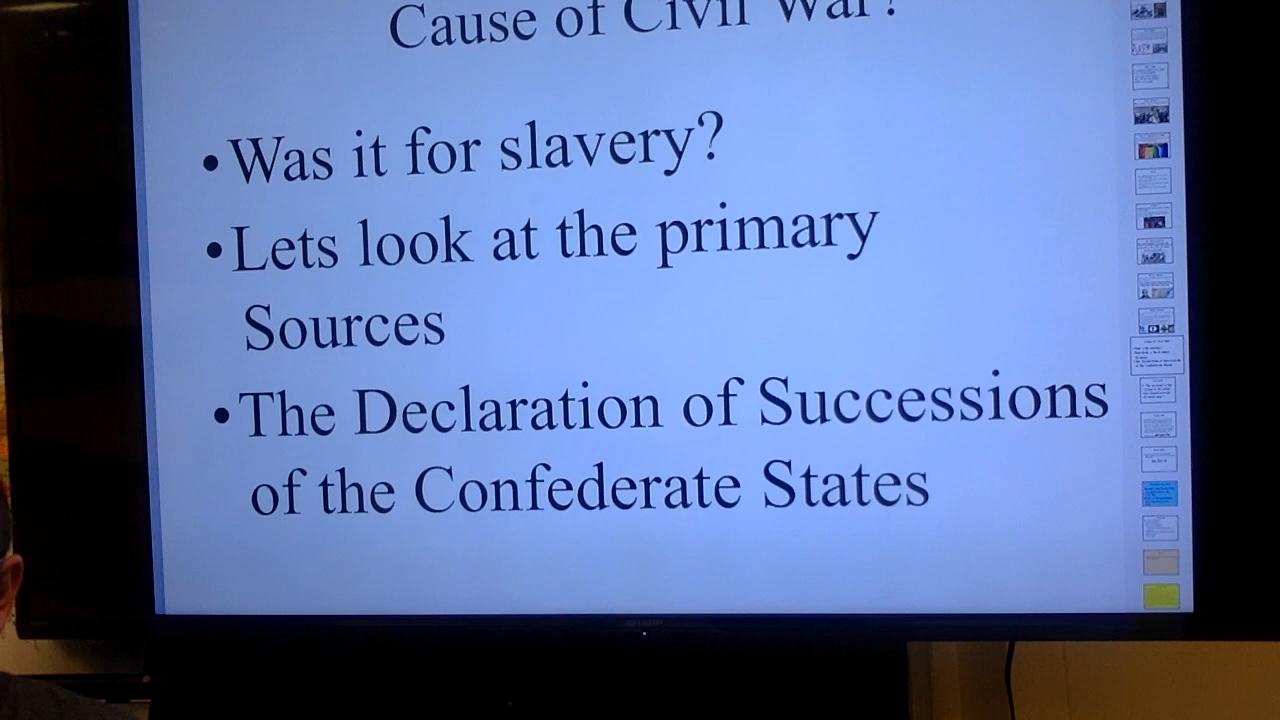 Cause of Civil War?
• Was it for slavery?
• Lets look at the primary
Sources
• The Declaration of Successions
of the Confederate States